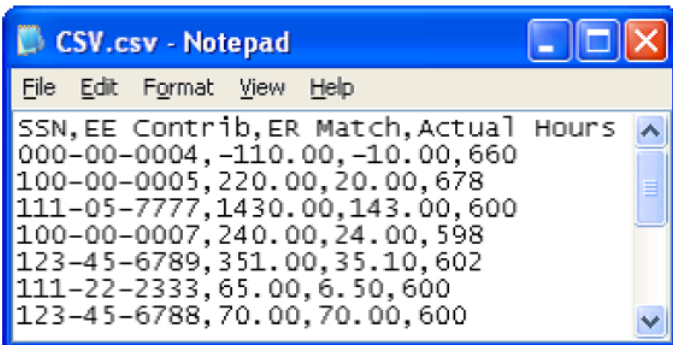 CSV.csv - Notepad
File Edit Format View Help
SSN,EE Contrib,ER Match,Actual Hours
000-00-0004,-110.00,-10.00,660
100-00-0005,220.00,20.00,678
111-05-7777,1430.00,143.00,600
100-00-0007,240.00,24.00,598
123-45-6789,351.00,35.10,602
111-22-2333,65.00,6.50,600
123-45-6788,70.00,70.00,600